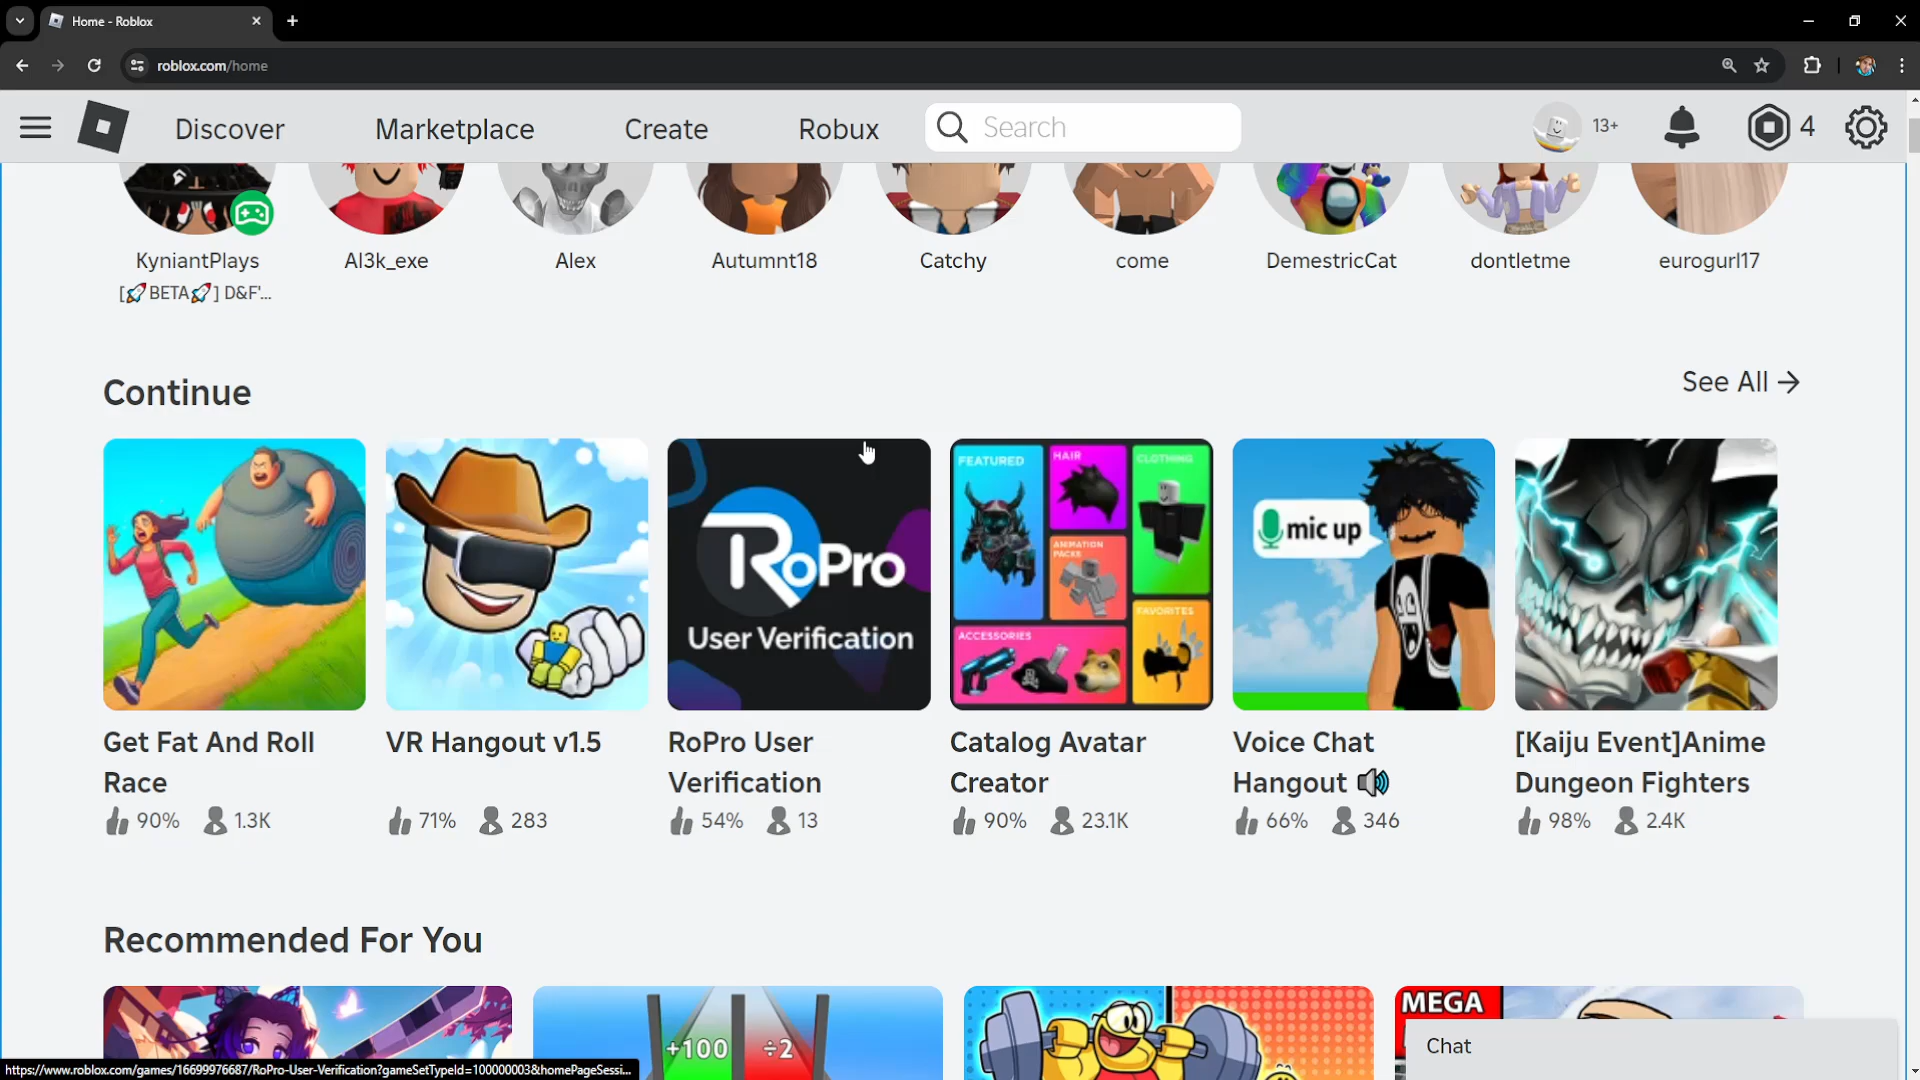 Home - Roblox
roblox.com/home
Discover
Marketplace
Create
Robux
Search
13+
4
KyniantPlays
[🚀BETA🚀] D&F'...
Al3k_exe
Alex
Autumnt18
Catchy
come
DemestricCat
dontletme
eurogurl17
Continue
See All →
RoPro
User Verification
FEATURED
HAIR
CLOTHING
ANIMATION
PACKS
FAVORITES
ACCESSORIES
mic up
Get Fat And Roll
Race
90% 1.3K
VR Hangout v1.5
71% 283
RoPro User
Verification
54% 13
Catalog Avatar
Creator
90% 23.1K
Voice Chat
Hangout 🔊
66% 346
[Kaiju Event]Anime
Dungeon Fighters
98% 2.4K
Recommended For You
+100
÷2
MEGA
Chat
https://www.roblox.com/games/16699976687/RoPro-User-Verification?gameSetTypeId=100000003&homePageSessi...